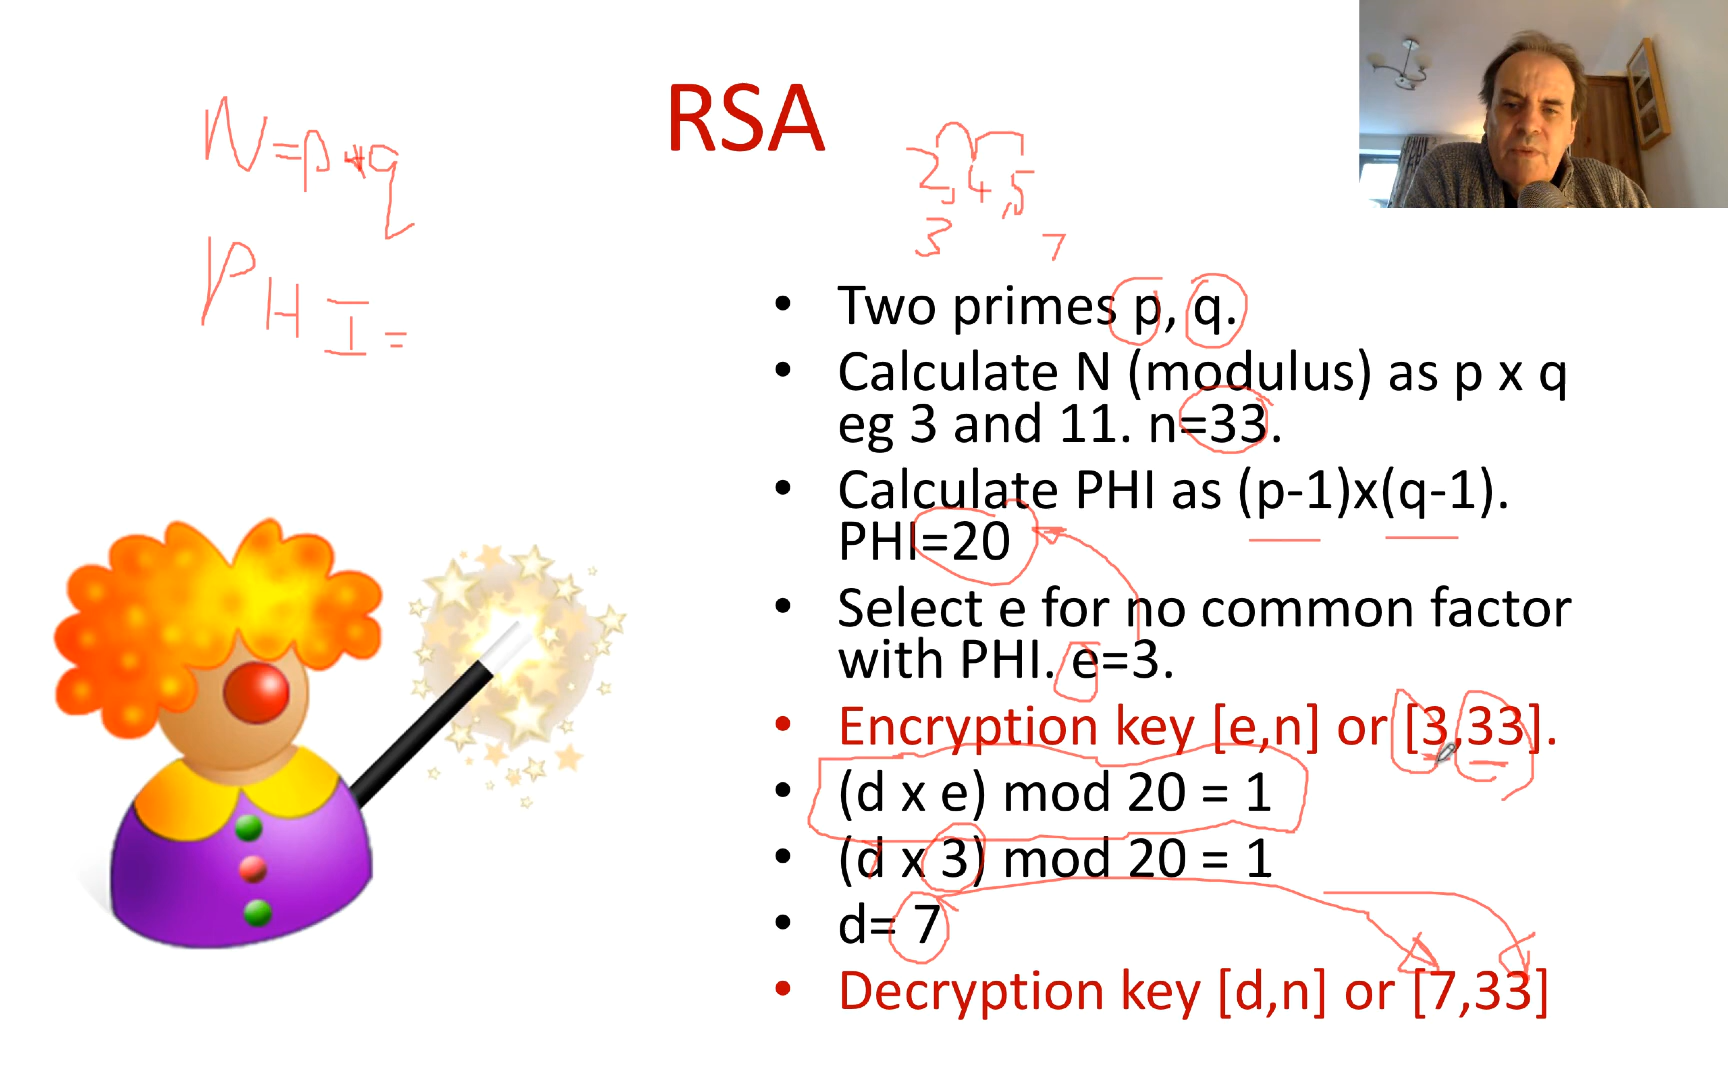 RSA
N=p*q
PHI=
2,4,5
3 7
• Two primes p, q.
• Calculate N (modulus) as p x q
eg 3 and 11. n=33.
• Calculate PHI as (p-1)x(q-1).
PHI=20
• Select e for no common factor
with PHI. e=3.
• Encryption key [e,n] or [3,33].
• (d x e) mod 20 = 1
• (d x 3) mod 20 = 1
• d= 7
• Decryption key [d,n] or [7,33]